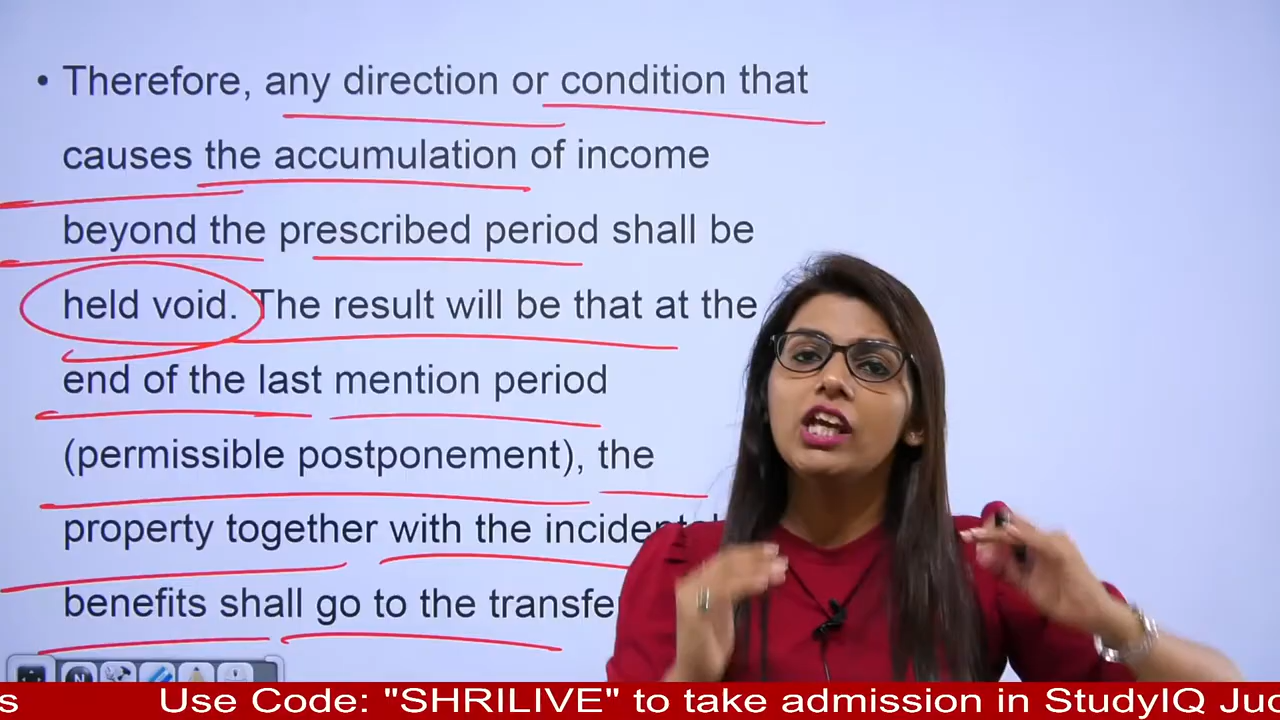 • Therefore, any direction or condition that
causes the accumulation of income
beyond the prescribed period shall be
held void. The result will be that at the
end of the last mention period
(permissible postponement), the
property together with the
benefits shall go to the
Use Code: "SHRILIVE" to take admission in StudyIQ